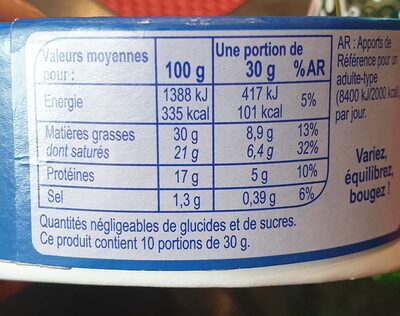 Valeurs moyennes pour : 100 g Une portion de 30 g %AR
Energie 1388 kJ 417 kJ 5%
335 kcal 101 kcal
Matières grasses 30 g 8,9 g 13%
dont saturés 21 g 6,4 g 32%
Protéines 17 g 5 g 10%
Sel 1,3 g 0,39 g 6%
Quantités négligeables de glucides et de sucres.
Ce produit contient 10 portions de 30 g.
AR : Apports de
Référence pour un
adulte-type
(8400 kJ/2000 kcal)
par jour.
Variez,
équilibrez,
bougez !